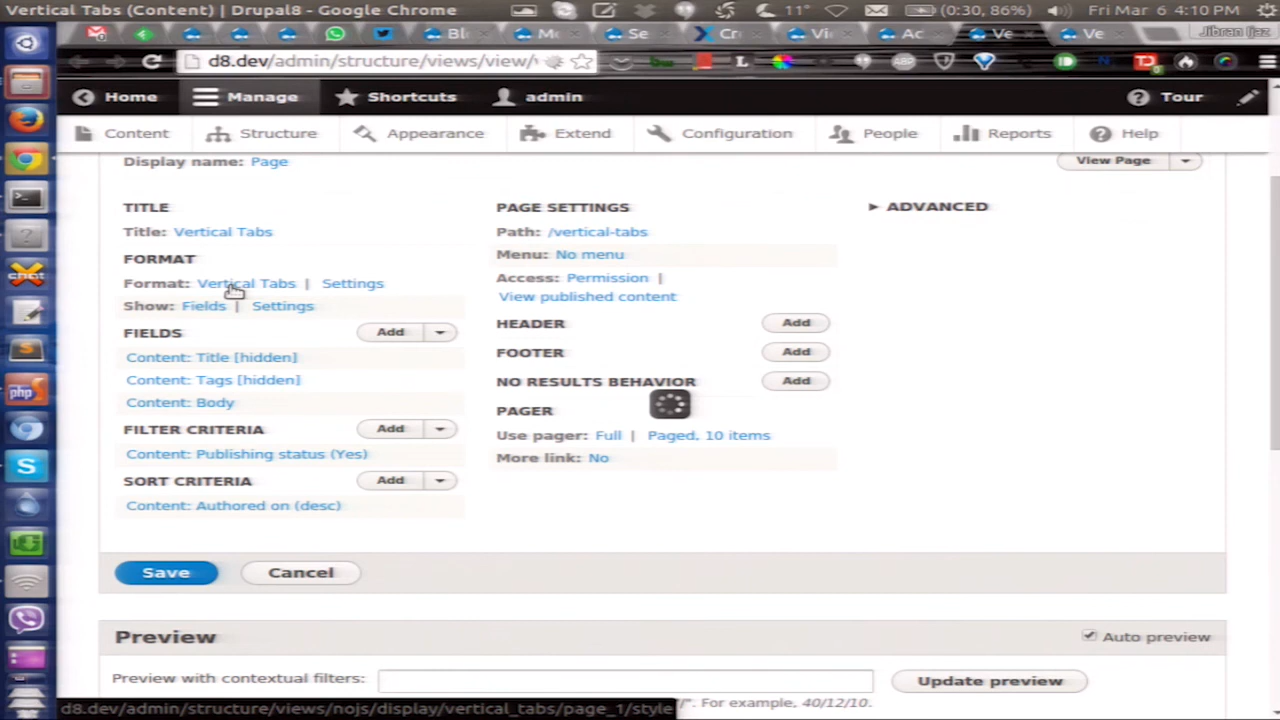 Vertical Tabs (Content) | Drupal8 - Google Chrome
11°
(0:30, 86%)
Fri Mar 6 4:10 PM
Jibran Ijaz
d8.dev/admin/structure/views/view/
Home
Manage
Shortcuts
admin
Tour
Content
Structure
Appearance
Extend
Configuration
People
Reports
Help
Display name: Page
View Page
TITLE
Title: Vertical Tabs
FORMAT
Format: Vertical Tabs | Settings
Show: Fields | Settings
FIELDS
Add
Content: Title [hidden]
Content: Tags [hidden]
Content: Body
FILTER CRITERIA
Add
Content: Publishing status (Yes)
SORT CRITERIA
Add
Content: Authored on (desc)
PAGE SETTINGS
Path: /vertical-tabs
Menu: No menu
Access: Permission |
View published content
HEADER
Add
FOOTER
Add
NO RESULTS BEHAVIOR
Add
PAGER
Use pager: Full | Paged, 10 items
More link: No
ADVANCED
Save
Cancel
Preview
Auto preview
Preview with contextual filters:
Update preview
d8.dev/admin/structure/views/nojs/display/vertical_tabs/page_1/style
/". For example, 40/12/10.